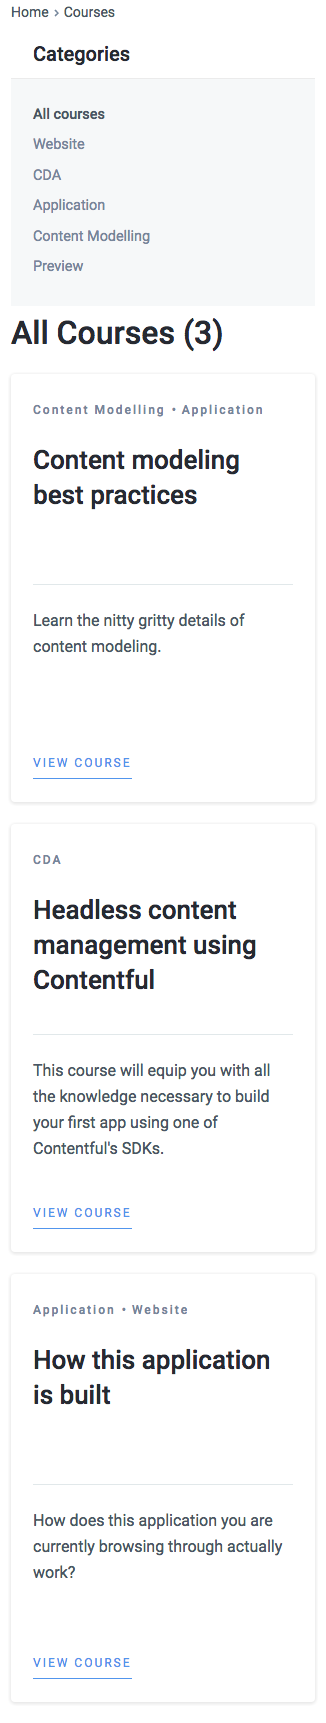 Home › Courses
Categories
All courses
Website
CDA
Application
Content Modelling
Preview
All Courses (3)
Content Modelling • Application
Content modeling
best practices
Learn the nitty gritty details of
content modeling.
VIEW COURSE
CDA
Headless content
management using
Contentful
This course will equip you with all
the knowledge necessary to build
your first app using one of
Contentful's SDKs.
VIEW COURSE
Application • Website
How this application
is built
How does this application you are
currently browsing through actually
work?
VIEW COURSE